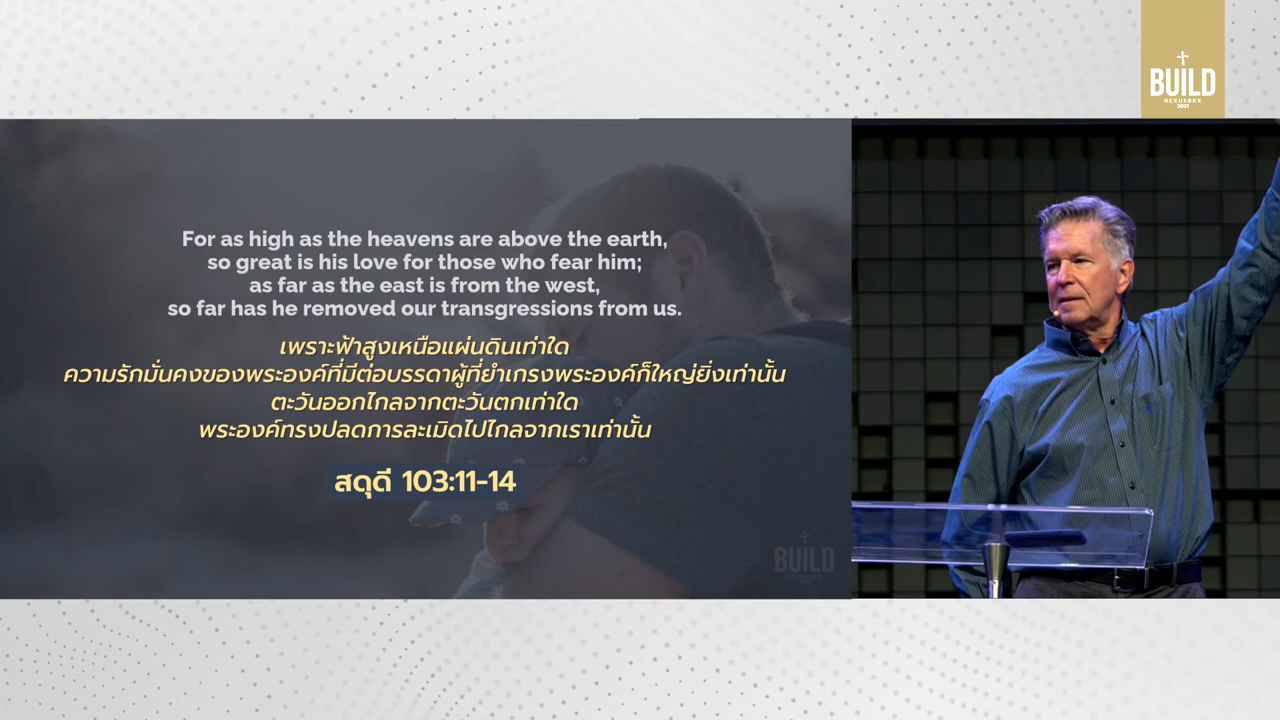 BUILD
NEXUSBKK
2021
For as high as the heavens are above the earth,
so great is his love for those who fear him;
as far as the east is from the west,
so far has he removed our transgressions from us.
เพราะฟ้าสูงเหนือแผ่นดินเท่าใด
ความรักมั่นคงของพระองค์ที่มีต่อบรรดาผู้ที่ยำเกรงพระองค์ก็ใหญ่ยิ่งเท่านั้น
ตะวันออกไกลจากตะวันตกเท่าใด
พระองค์ทรงปลดการละเมิดไปไกลจากเราเท่านั้น
สดุดี 103:11-14
BUILD